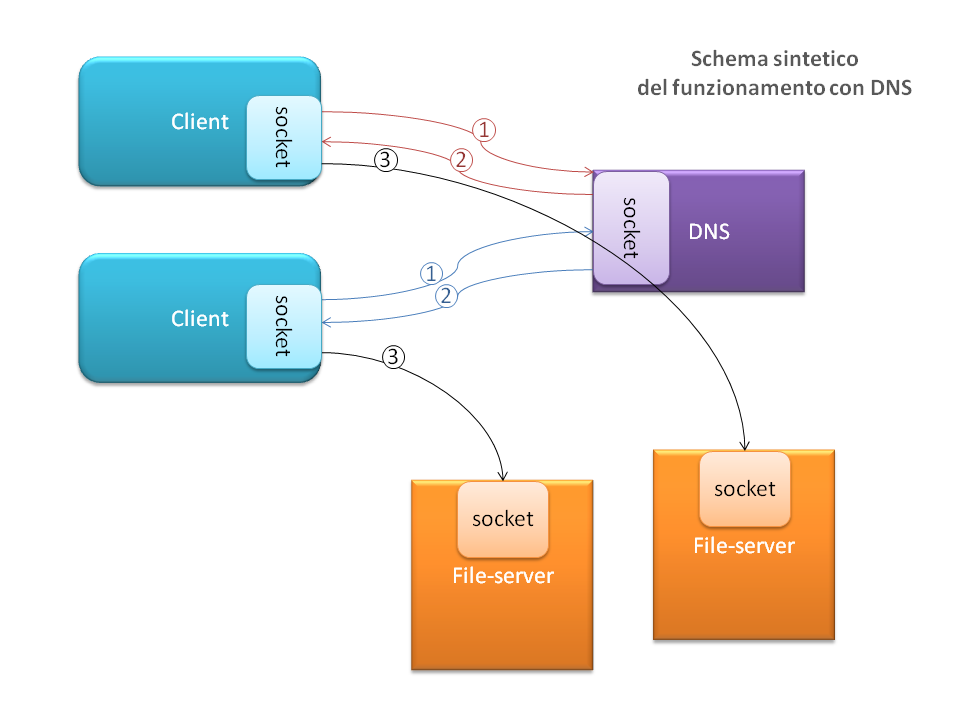 Schema sintetico
del funzionamento con DNS
Client
socket
1
2
3
socket
DNS
Client
socket
1
2
3
socket
File-server
socket
File-server